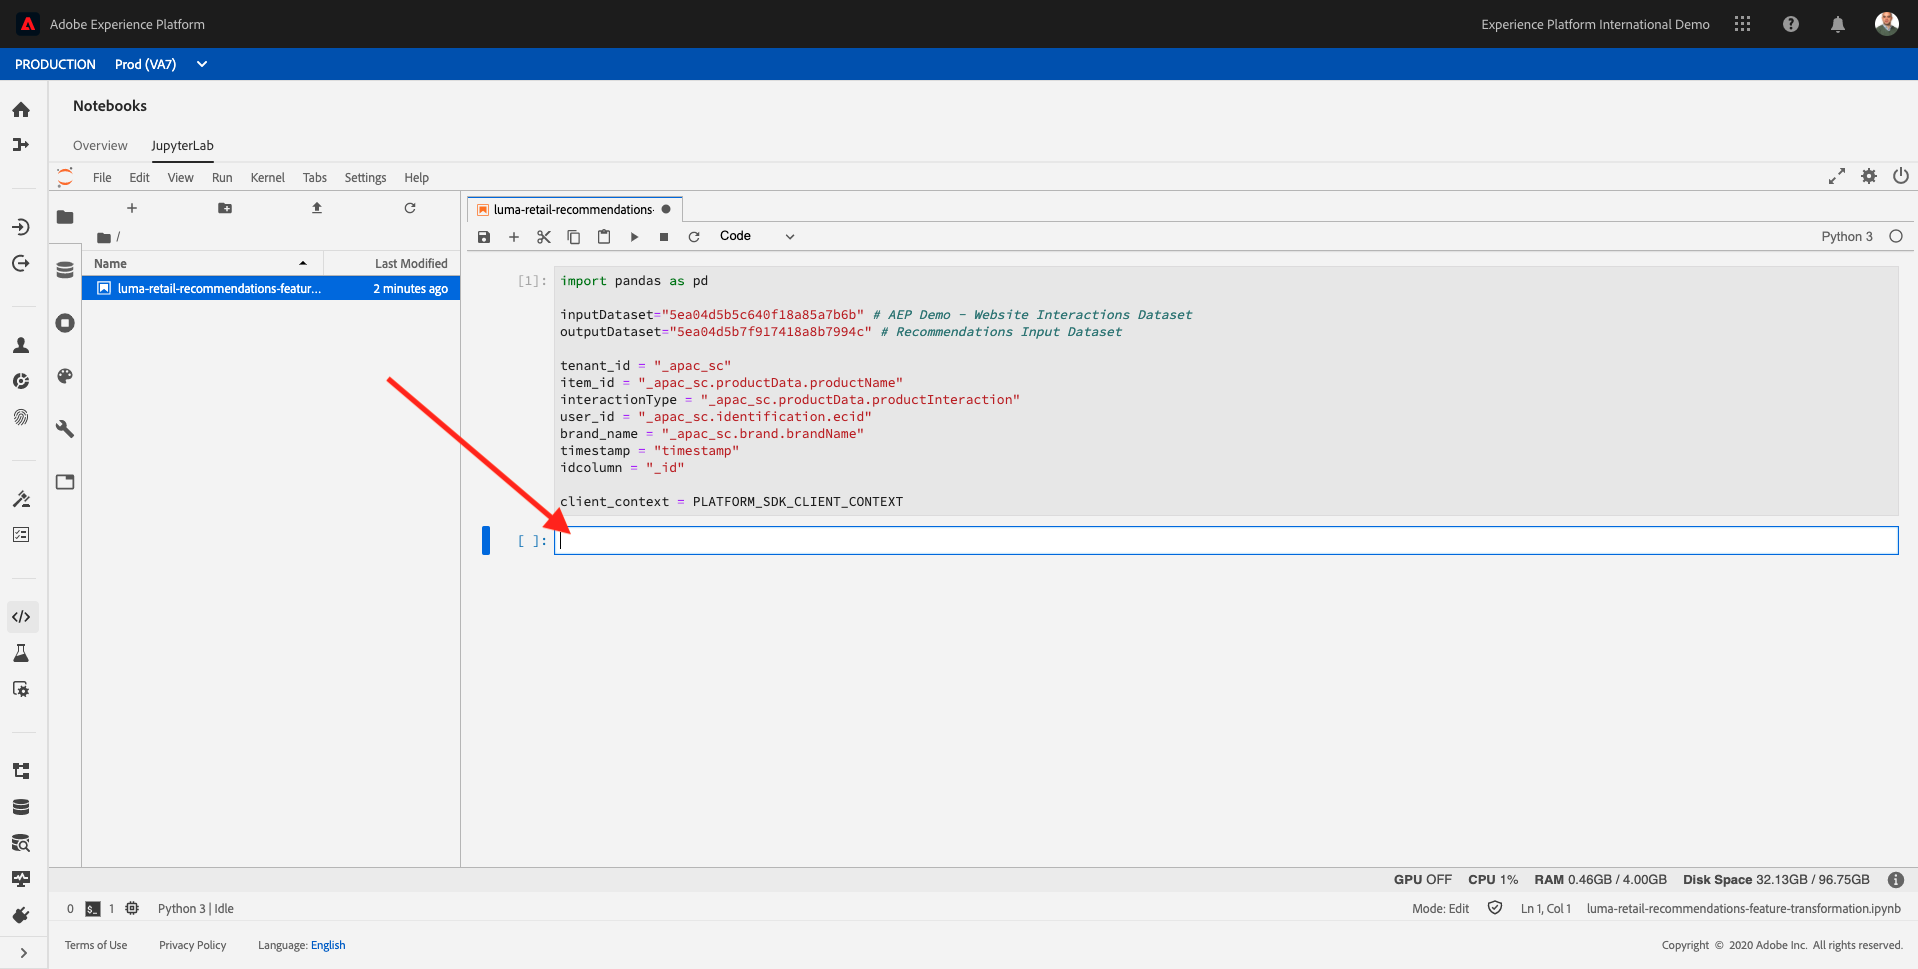 Adobe Experience Platform
Experience Platform International Demo
PRODUCTION Prod (VA7)
Notebooks
Overview JupyterLab
File Edit View Run Kernel Tabs Settings Help
luma-retail-recommendations-
/
Code
Python 3
Name Last Modified
luma-retail-recommendations-featur... 2 minutes ago
[1]: import pandas as pd
inputDataset="5ea04d5b5c640f18a85a7b6b" # AEP Demo - Website Interactions Dataset
outputDataset="5ea04d5b7f917418a8b7994c" # Recommendations Input Dataset
tenant_id = "_apac_sc"
item_id = "_apac_sc.productData.productName"
interactionType = "_apac_sc.productData.productInteraction"
user_id = "_apac_sc.identification.ecid"
brand_name = "_apac_sc.brand.brandName"
timestamp = "timestamp"
idcolumn = "_id"
client_context = PLATFORM_SDK_CLIENT_CONTEXT
[ ]:
GPU OFF CPU 1% RAM 0.46GB / 4.00GB Disk Space 32.13GB / 96.75GB
0 $_ 1 Python 3 | Idle
Mode: Edit Ln 1, Col 1 luma-retail-recommendations-feature-transformation.ipynb
Terms of Use Privacy Policy Language: English
Copyright © 2020 Adobe Inc. All rights reserved.